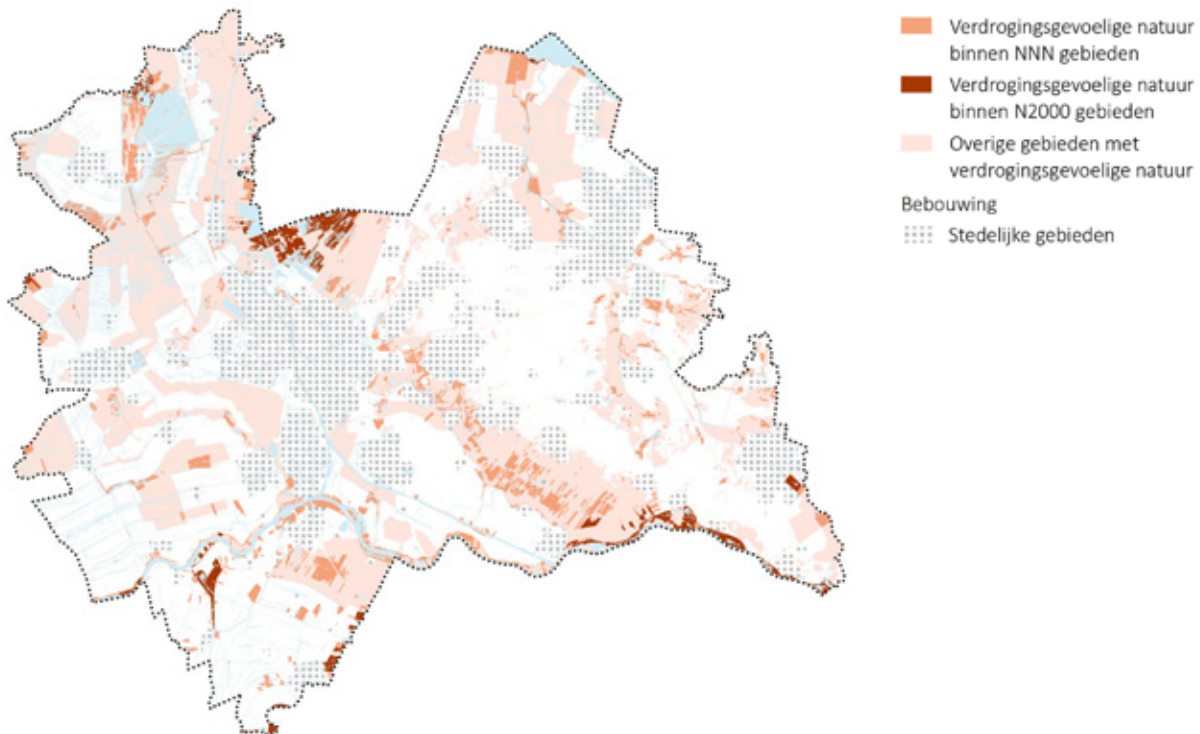 Verdrogingsgevoelige natuur
binnen NNN gebieden
Verdrogingsgevoelige natuur
binnen N2000 gebieden
Overige gebieden met
verdrogingsgevoelige natuur
Bebouwing
Stedelijke gebieden